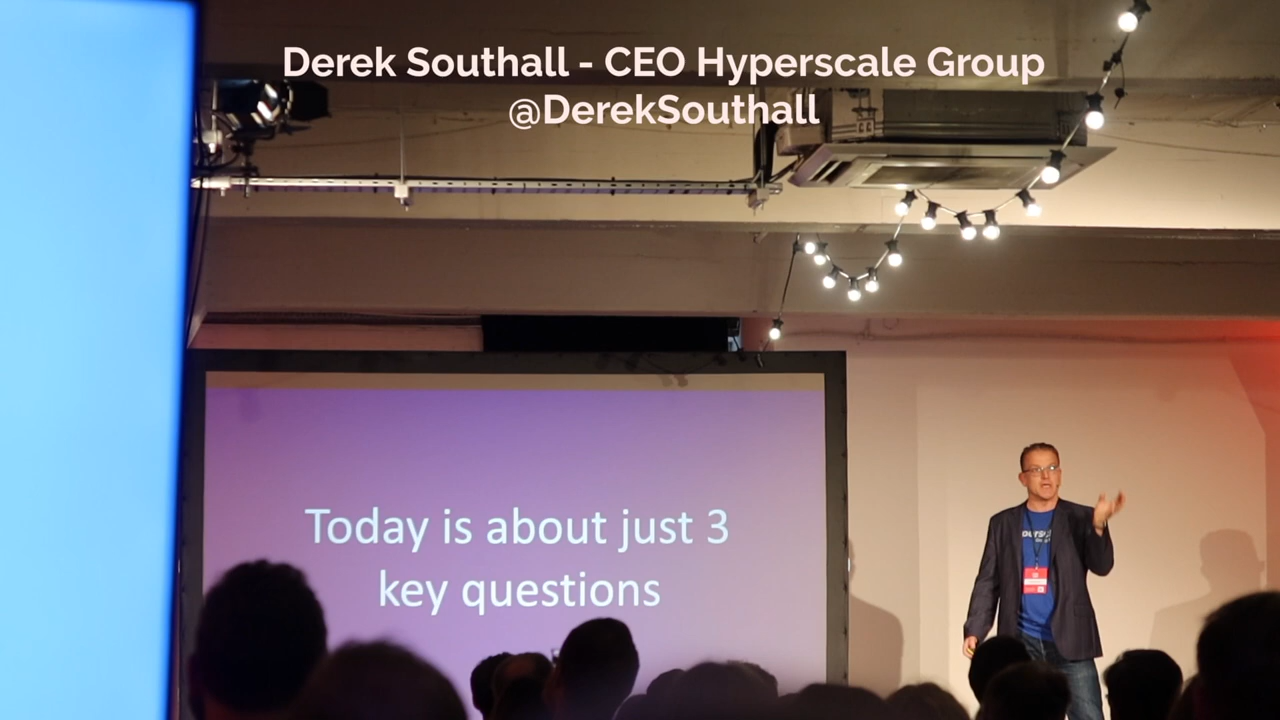 Derek Southall - CEO Hyperscale Group
@DerekSouthall
Today is about just 3
key questions